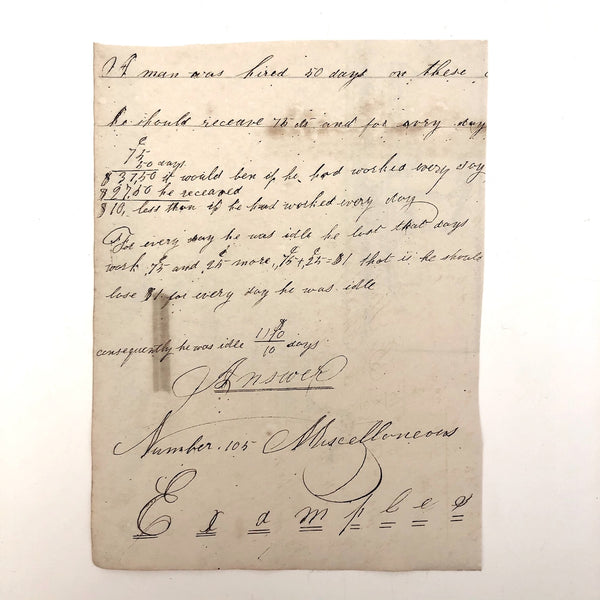 A man was hired 50 days on these
he should receave 75 cts and for every day
c
75
50 days
$37,50 it would ben if he had worked every day
$27,50 he receaved
$10,- less than if he had worked every day
For every day he was idle he lost that days
c c c c
work ,75 and ,25 more, ,75+,25=$1 that is he should
lose $1 for every day he was idle
consequently he was idle 1|10/10 days
Answer
Number. 105 Miscelloneous
Examples